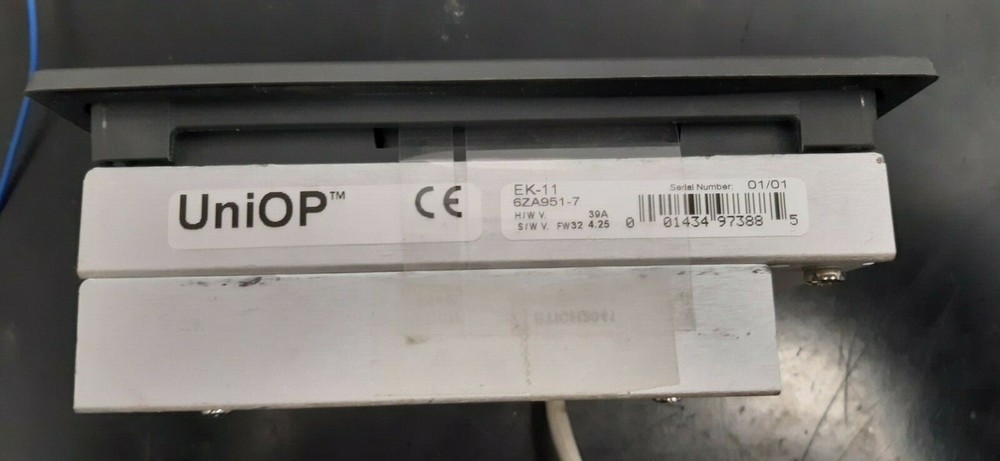 UniOP™
CE
EK-11
6ZA951-7
H/W V. 39A
S/W V. FW32 4.25
Serial Number: 01/01
0 01434 97388 5